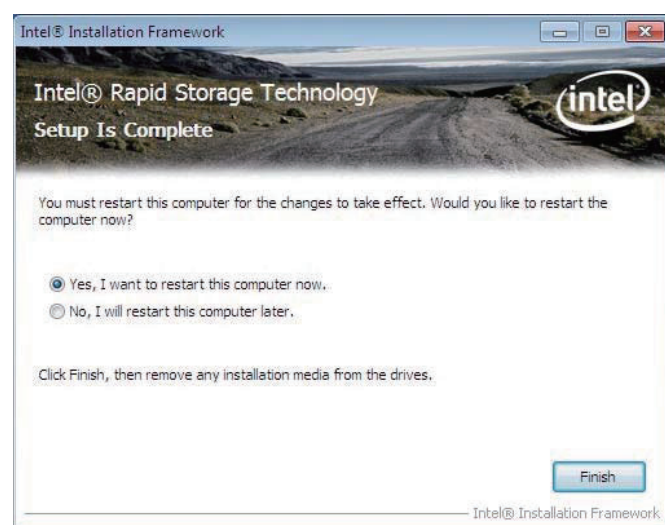 Intel® Installation Framework
Intel® Rapid Storage Technology
intel
Setup Is Complete
You must restart this computer for the changes to take effect. Would you like to restart the
computer now?
Yes, I want to restart this computer now.
No, I will restart this computer later.
Click Finish, then remove any installation media from the drives.
Finish
Intel® Installation Framework